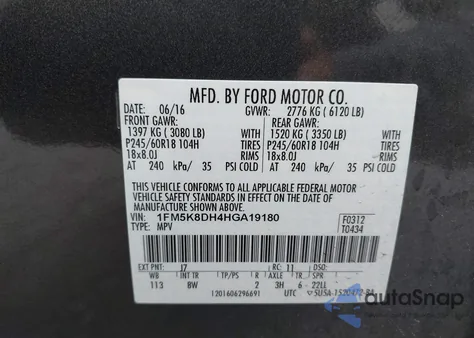 MFD. BY FORD MOTOR CO.
DATE: 06/16 GVWR: 2776 KG ( 6120 LB)
FRONT GAWR: REAR GAWR:
1397 KG ( 3080 LB) WITH 1520 KG ( 3350 LB) WITH
P245/60R18 104H TIRES P245/60R18 104H TIRES
18x8.0J RIMS 18x8.0J RIMS
AT 240 kPa/ 35 PSI COLD AT 240 kPa/ 35 PSI COLD
THIS VEHICLE CONFORMS TO ALL APPLICABLE FEDERAL MOTOR
VEHICLE SAFETY AND THEFT PREVENTION STANDARDS IN
EFFECT ON THE DATE OF MANUFACTURE SHOWN ABOVE.
VIN: 1FM5K8DH4HGA19180
TYPE: MPV
F0312
T0434
EXT PNT: J7 RC: 11 DSO:
WB INT TR TP/PS R AXLE TR SPR
113 8W 2 3H 6 22LL
1201606296691 UTC
autoSnap